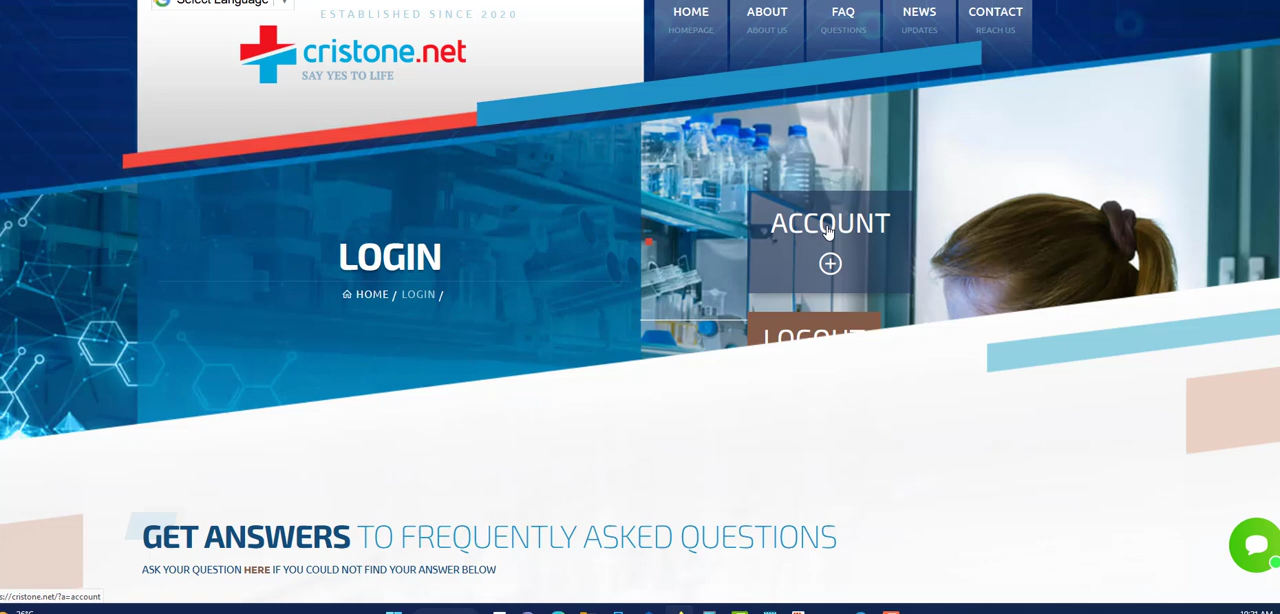 Select Language
ESTABLISHED SINCE 2020
cristone.net
SAY YES TO LIFE
HOME
ABOUT
FAQ
NEWS
CONTACT
HOMEPAGE
ABOUT US
QUESTIONS
UPDATES
REACH US
LOGIN
HOME / LOGIN /
ACCOUNT
LOGOUT
GET ANSWERS TO FREQUENTLY ASKED QUESTIONS
ASK YOUR QUESTION HERE IF YOU COULD NOT FIND YOUR ANSWER BELOW
s://cristone.net/?a=account